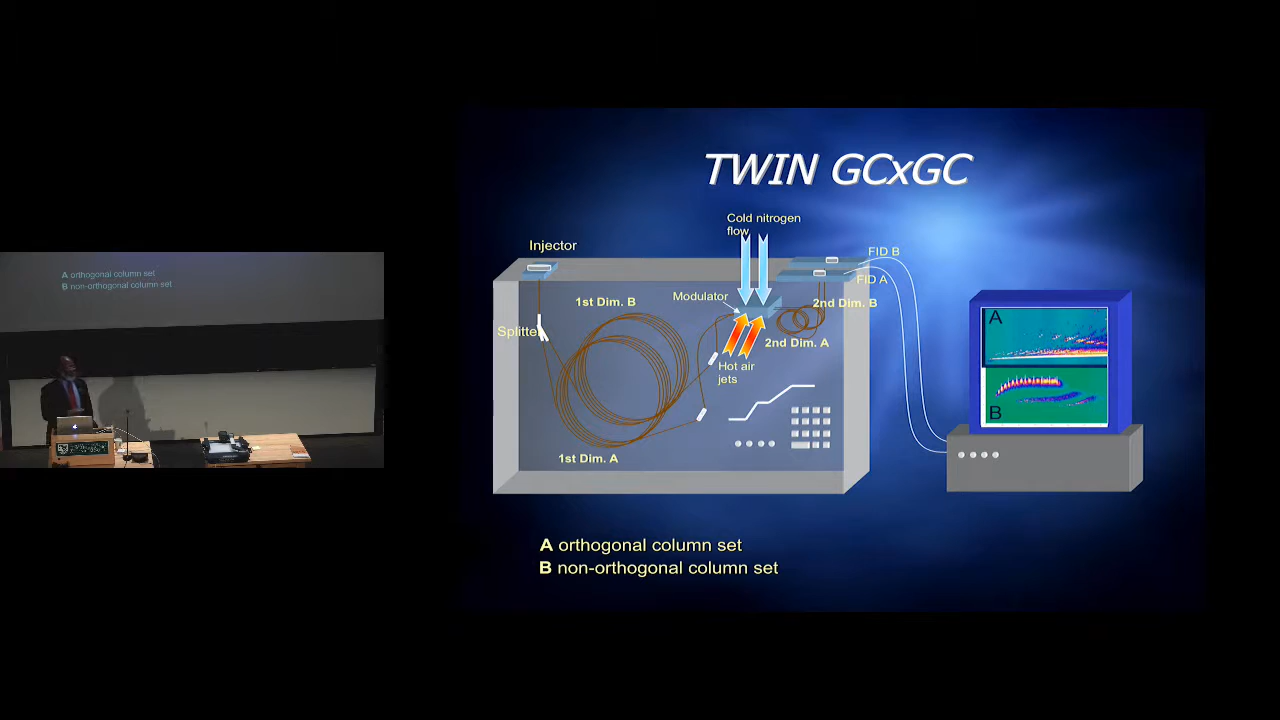 TWIN GCxGC
Cold nitrogen
flow
Injector
FID B
FID A
Modulator
1st Dim. B
2nd Dim. B
Splitter
2nd Dim. A
Hot air
jets
1st Dim. A
A
B
A orthogonal column set
B non-orthogonal column set
A orthogonal column set
B non-orthogonal column set